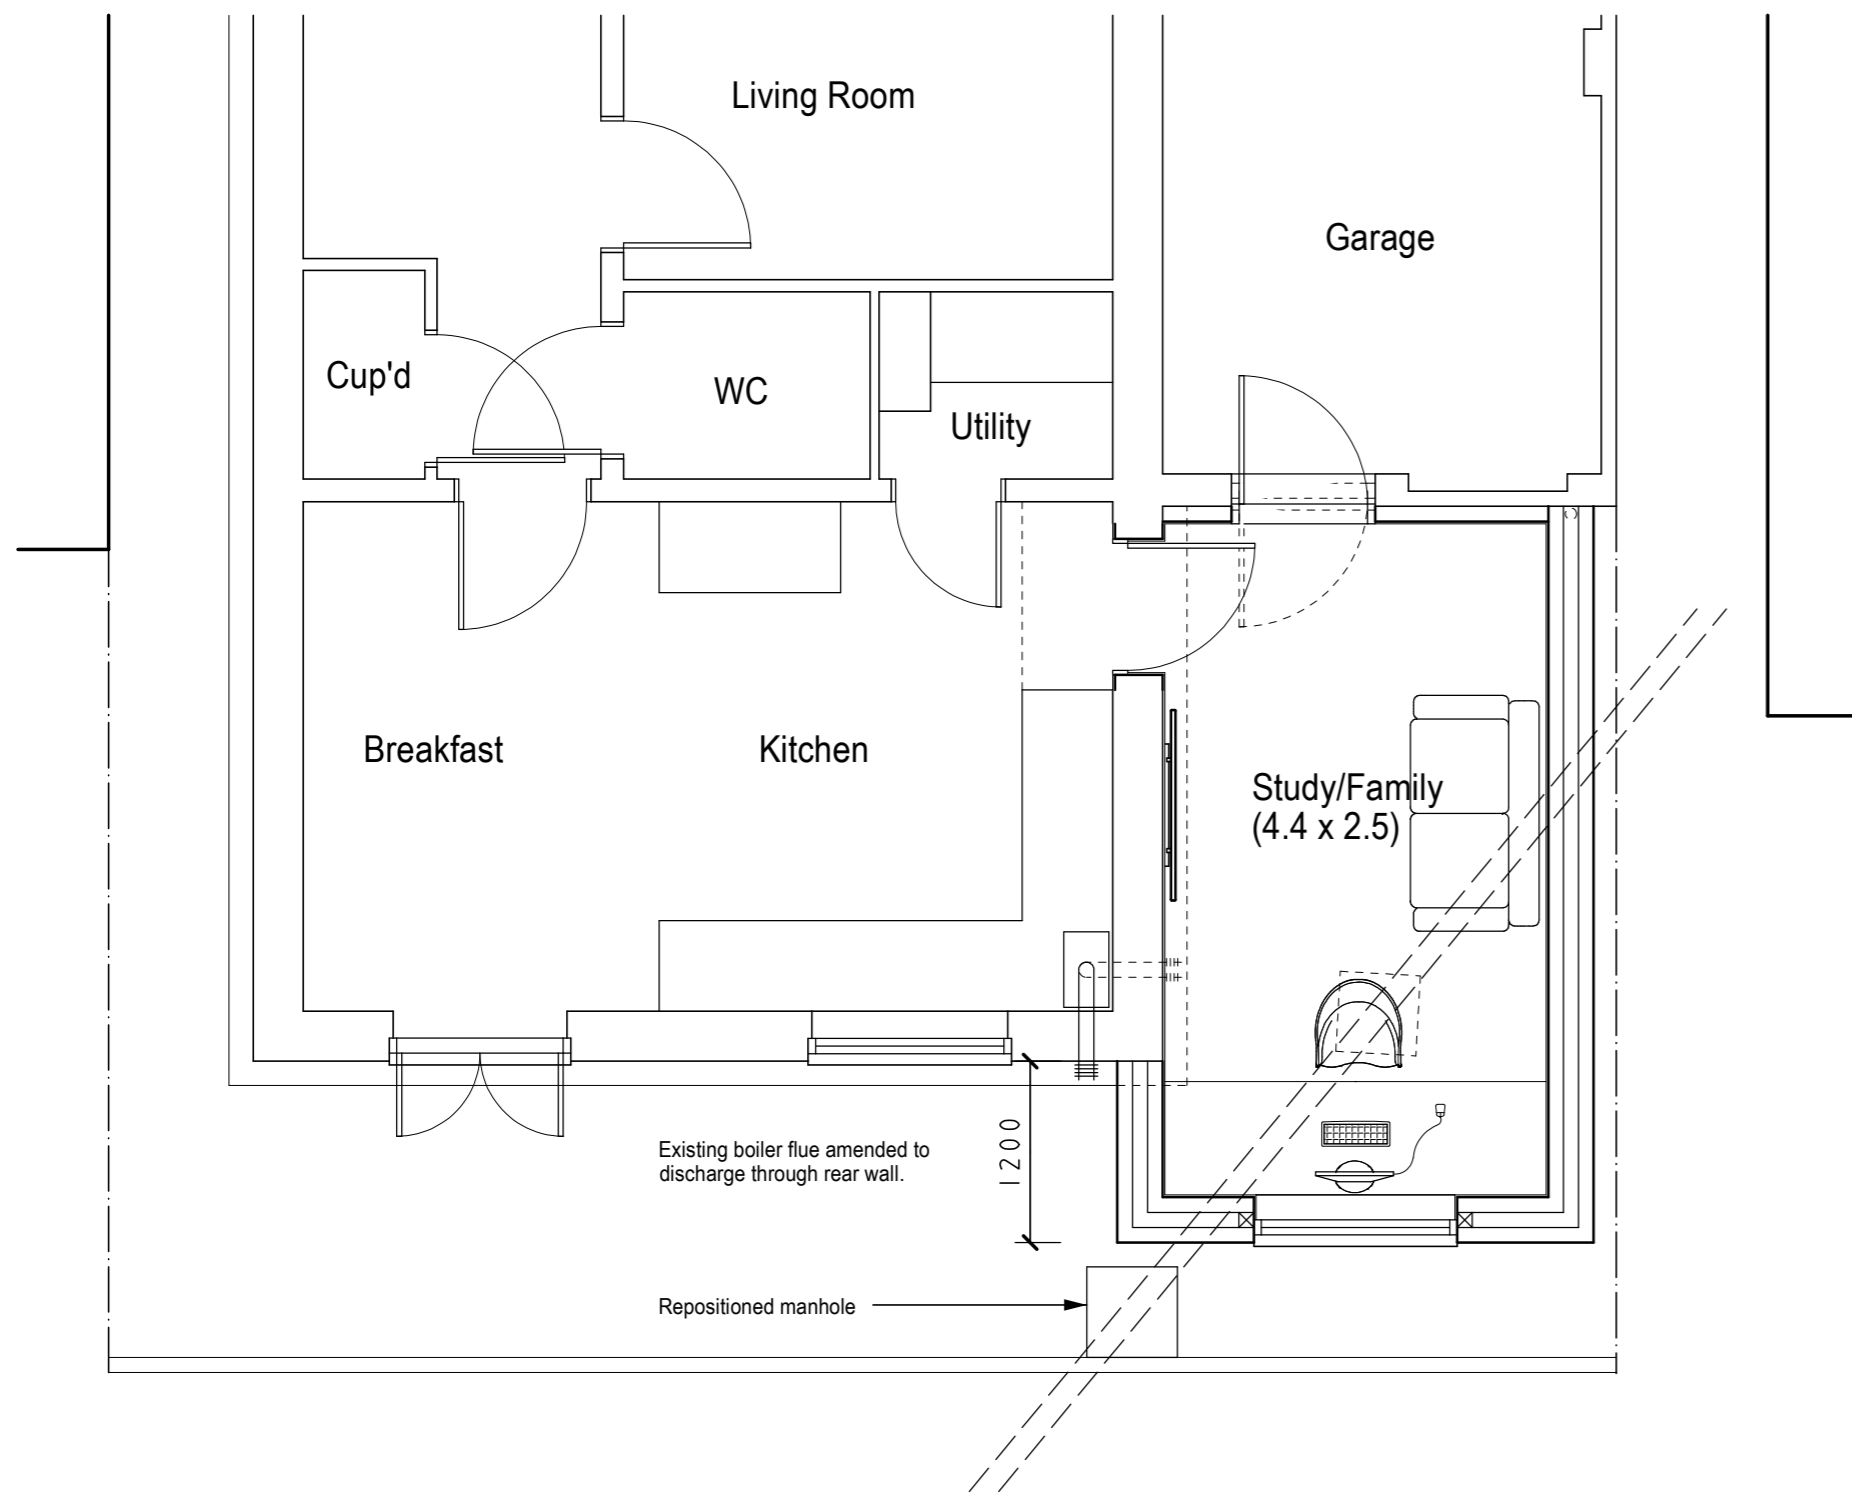 Living Room
Garage
Cup'd
WC
Utility
Breakfast
Kitchen
Study/Family
(4.4 x 2.5)
Existing boiler flue amended to
discharge through rear wall.
1200
Repositioned manhole